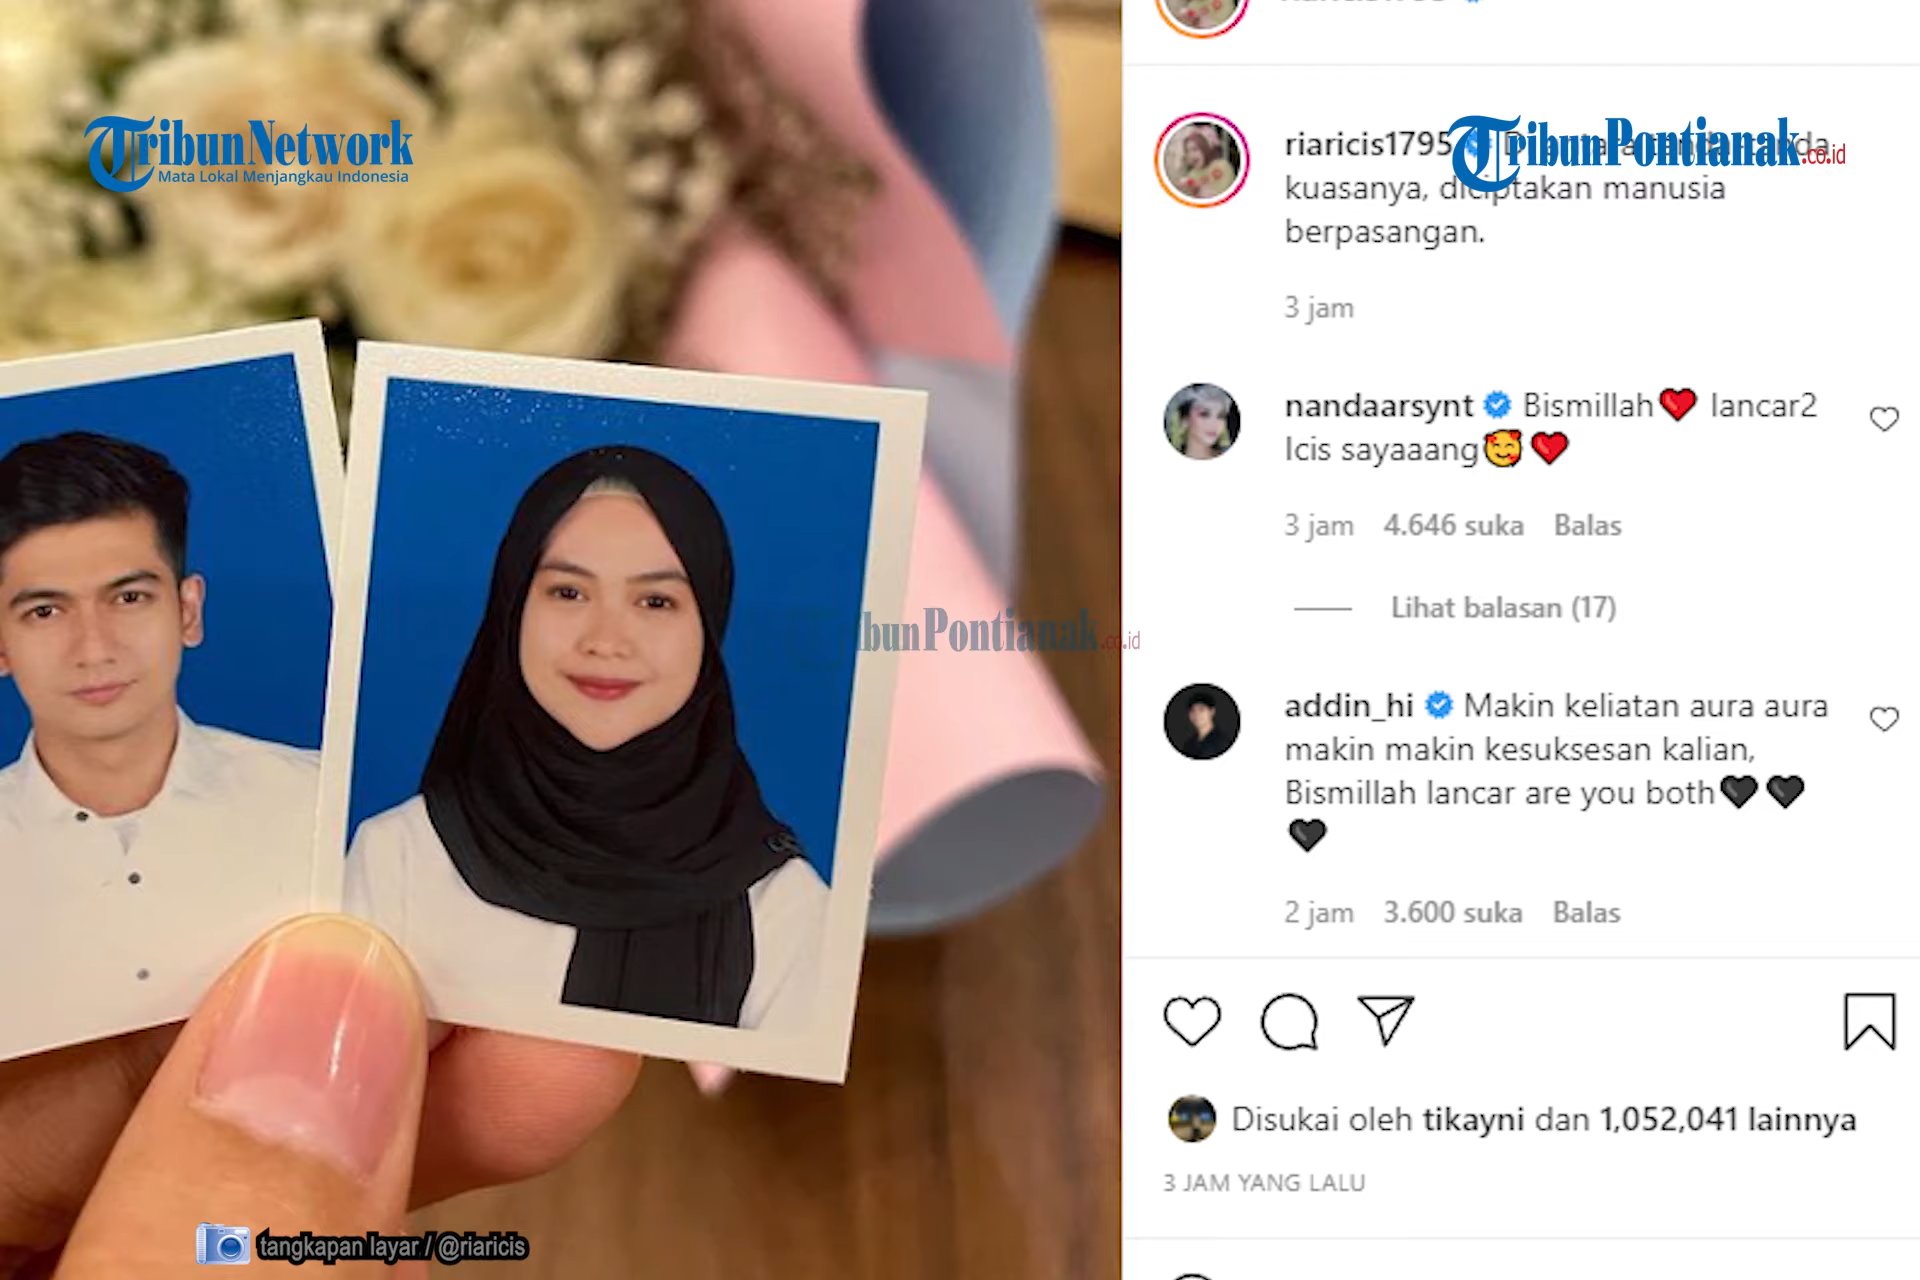 TribunNetwork
Mata Lokal Menjangkau Indonesia
TribunPontianak.co.id
riaricis1795
kuasanya, diciptakan manusia
berpasangan.
3 jam
nandaarsynt Bismillah❤️ lancar2
Icis sayaaang🥰❤️
3 jam 4.646 suka Balas
Lihat balasan (17)
TribunPontianak.co.id
addin_hi Makin keliatan aura aura
makin makin kesuksesan kalian,
Bismillah lancar are you both🖤🖤
🖤
2 jam 3.600 suka Balas
Disukai oleh tikayni dan 1,052,041 lainnya
3 JAM YANG LALU
tangkapan layar / @riaricis